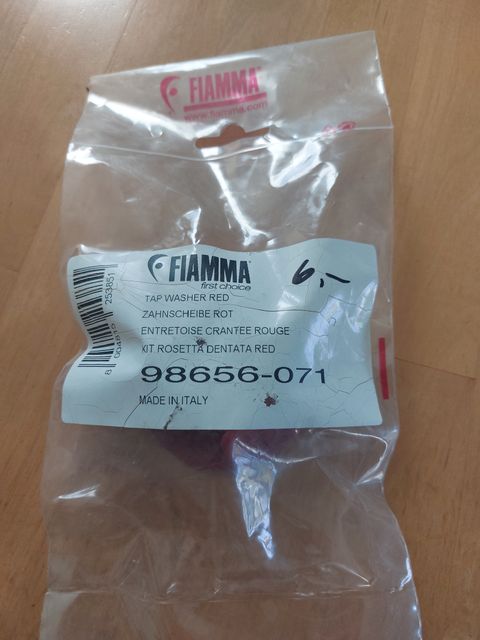 FIAMMA
www.fiamma.com
FIAMMA
first choice
6,-
TAP WASHER RED
ZAHNSCHEIBE ROT
ENTRETOISE CRANTEE ROUGE
KIT ROSETTA DENTATA RED
98656-071
MADE IN ITALY
253851